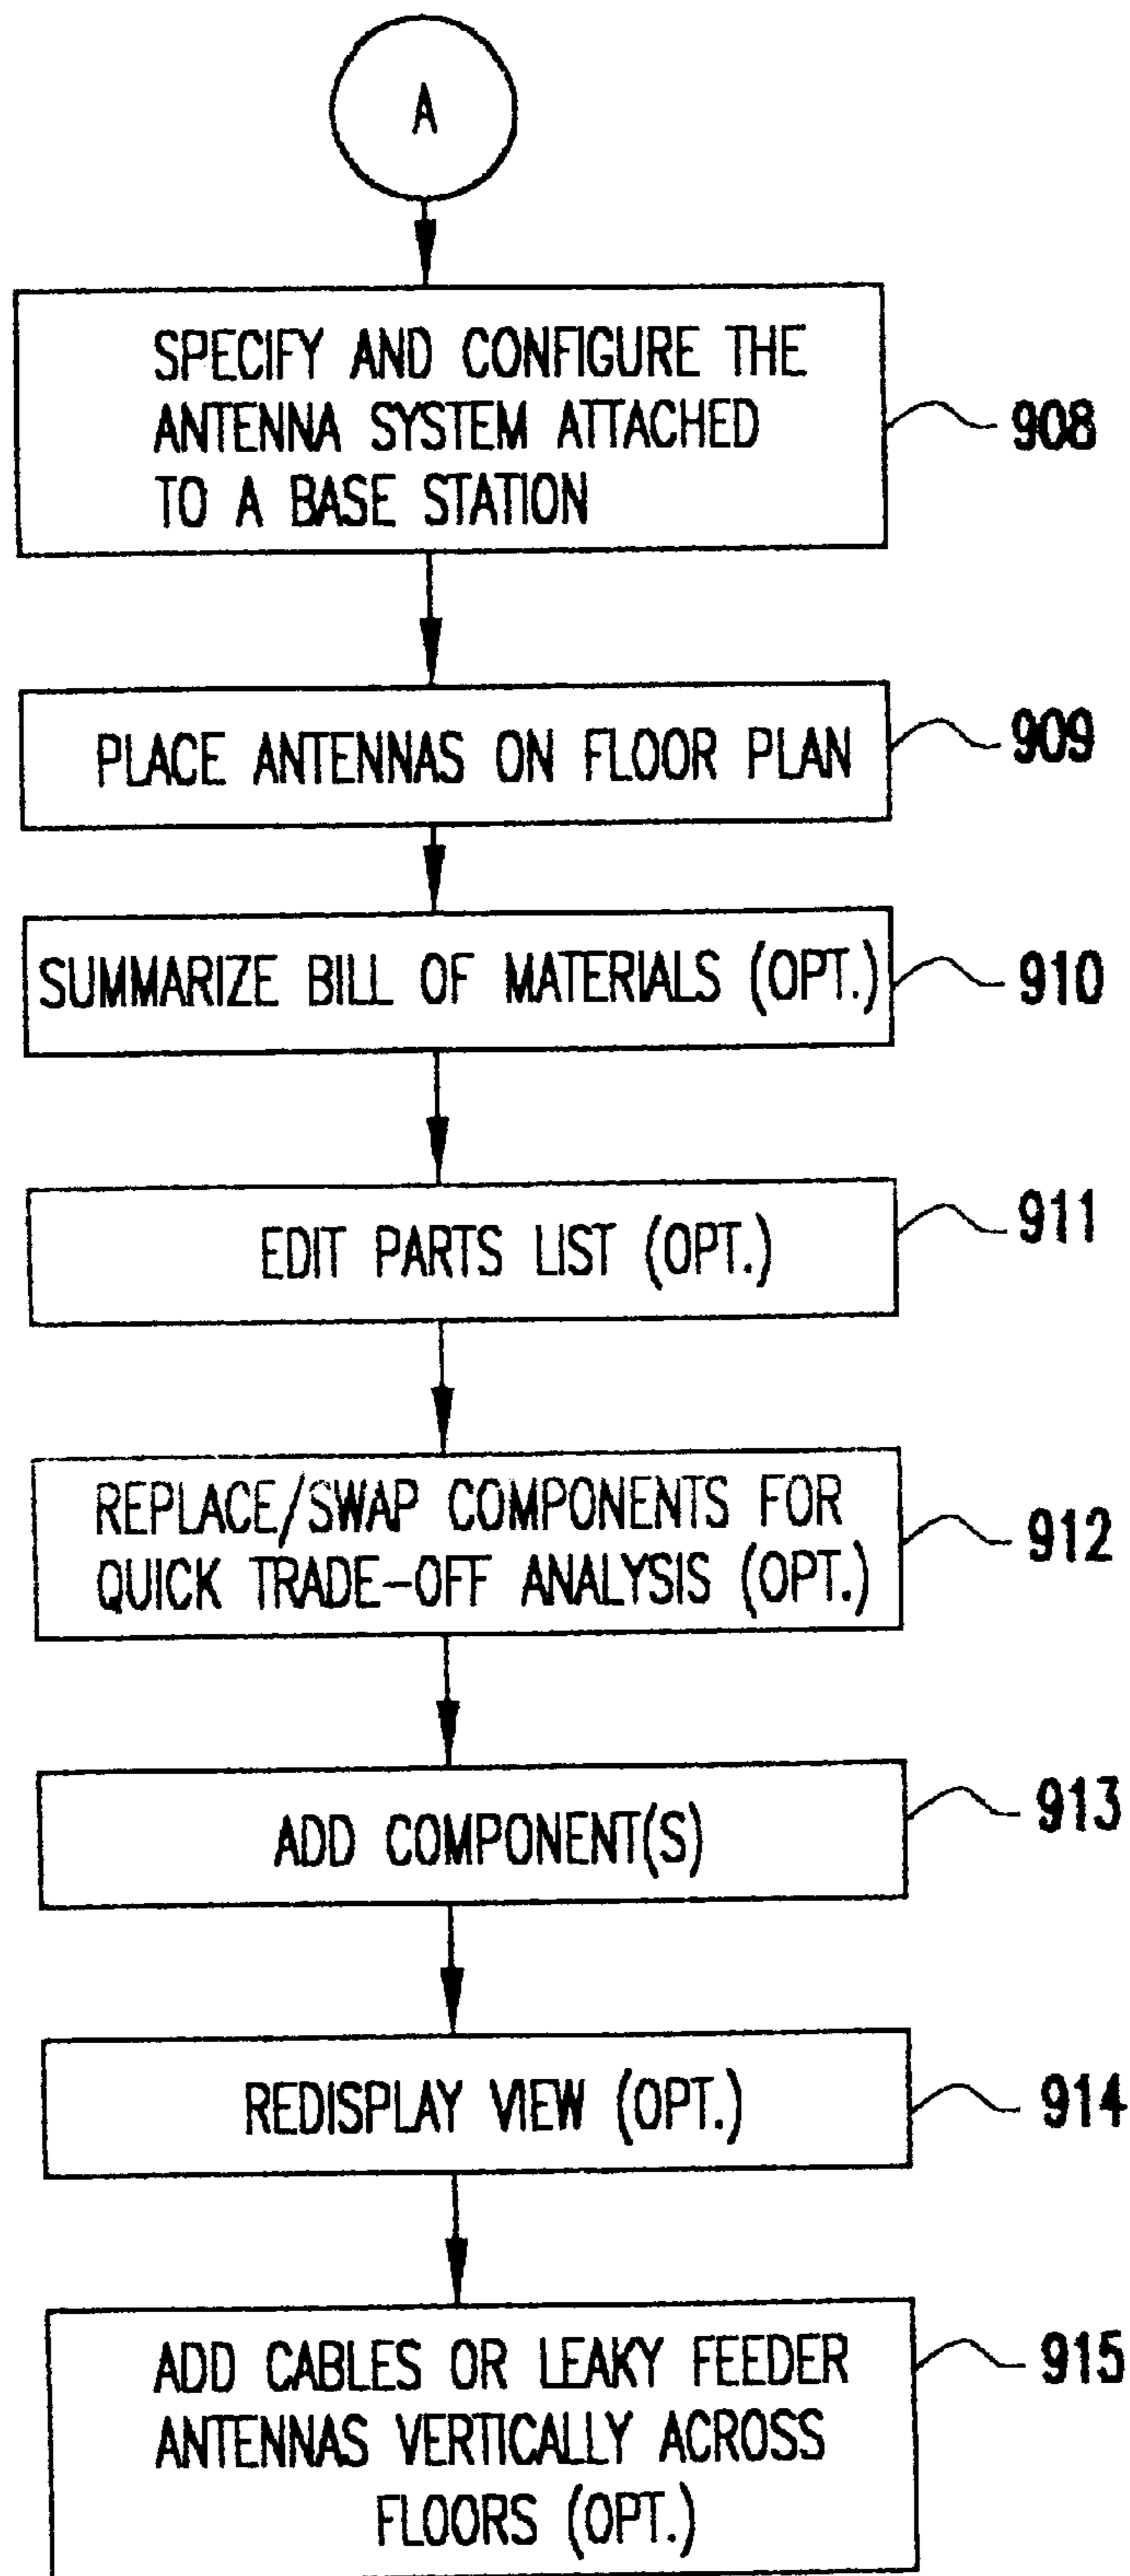 A
SPECIFY AND CONFIGURE THE
ANTENNA SYSTEM ATTACHED
TO A BASE STATION
908
PLACE ANTENNAS ON FLOOR PLAN
909
SUMMARIZE BILL OF MATERIALS (OPT.)
910
EDIT PARTS LIST (OPT.)
911
REPLACE/SWAP COMPONENTS FOR
QUICK TRADE-OFF ANALYSIS (OPT.)
912
ADD COMPONENT(S)
913
REDISPLAY VIEW (OPT.)
914
ADD CABLES OR LEAKY FEEDER
ANTENNAS VERTICALLY ACROSS
FLOORS (OPT.)
915